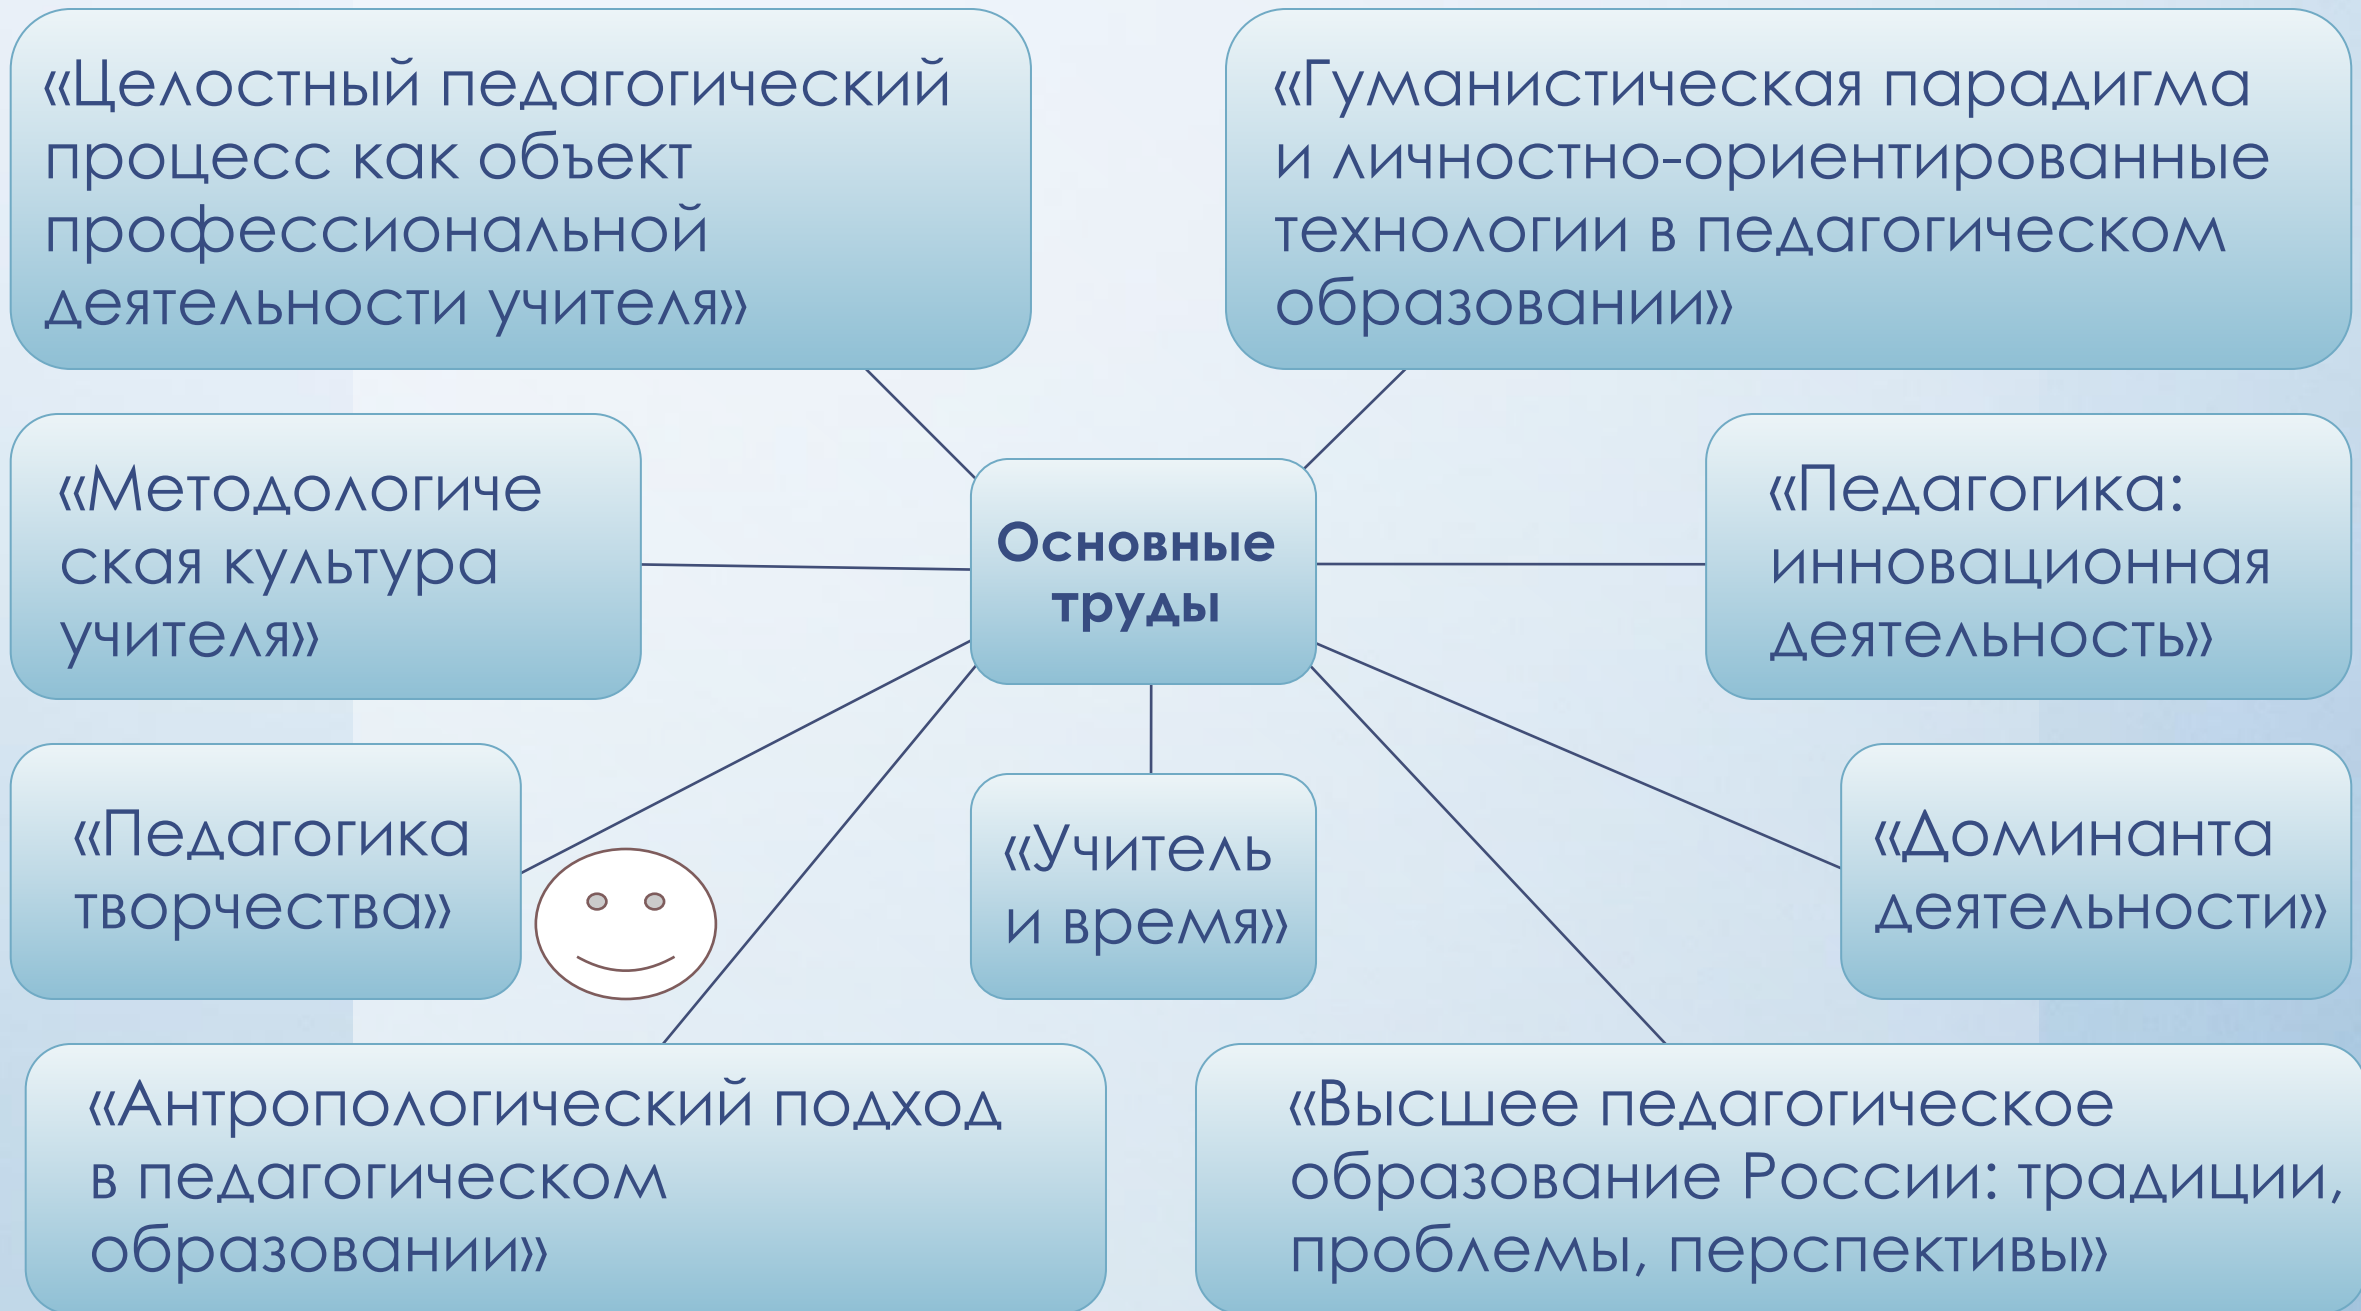 «Целостный педагогический
процесс как объект
профессиональной
деятельности учителя»
«Гуманистическая парадигма
и личностно-ориентированные
технологии в педагогическом
образовании»
«Методологиче
ская культура
учителя»
Основные
труды
«Педагогика:
инновационная
деятельность»
«Педагогика
творчества»
«Учитель
и время»
«Доминанта
деятельности»
«Антропологический подход
в педагогическом
образовании»
«Высшее педагогическое
образование России: традиции,
проблемы, перспективы»